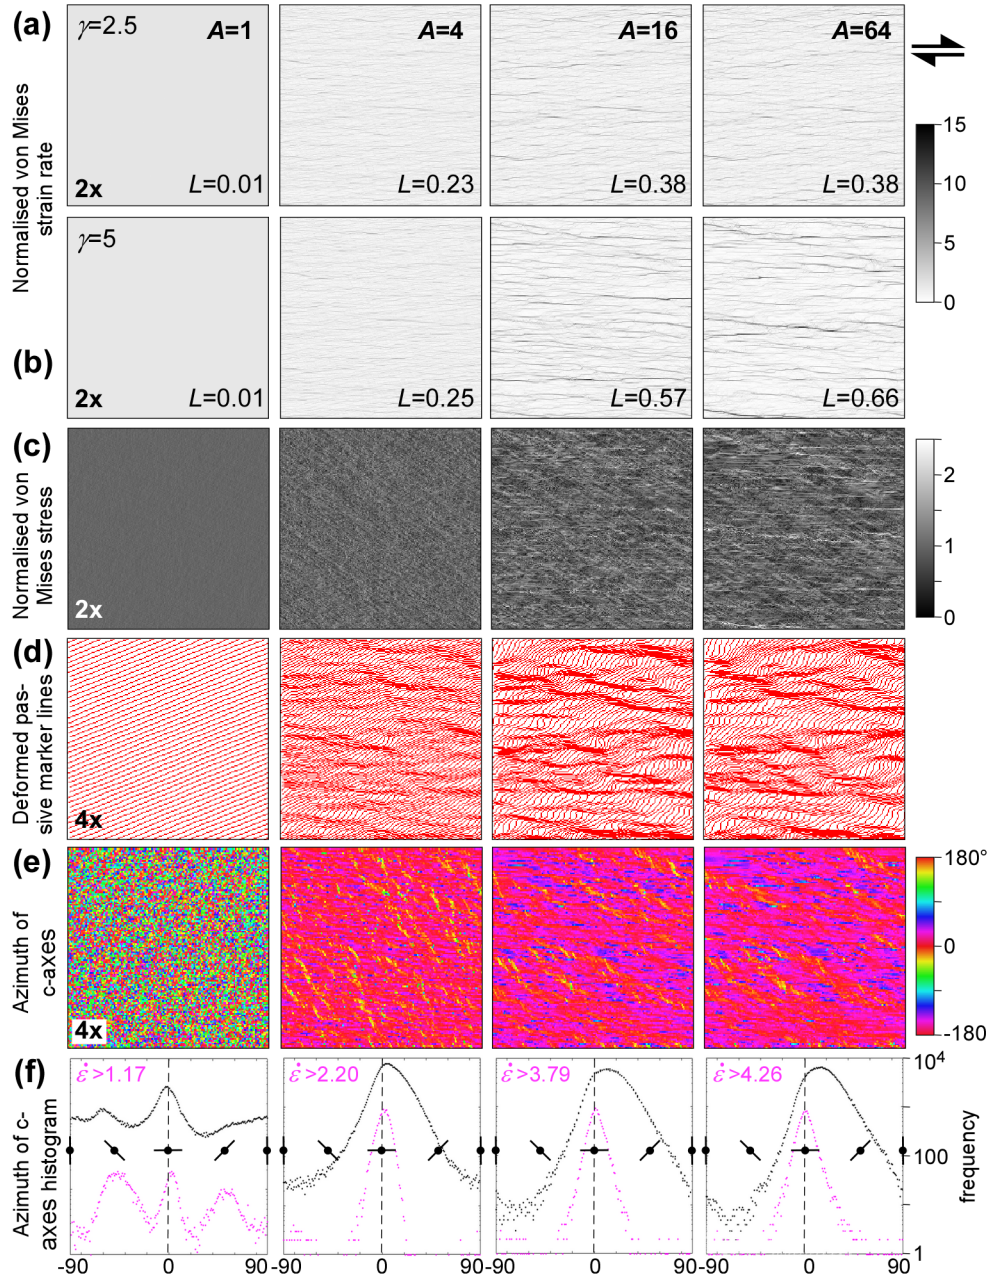 (a)
γ=2.5
A=1
A=4
A=16
A=64
2x
L=0.01
L=0.23
L=0.38
L=0.38
Normalised von Mises
strain rate
15
10
5
0
(b)
γ=5
2x
L=0.01
L=0.25
L=0.57
L=0.66
(c)
Normalised von
Mises stress
2x
2
1
0
(d)
Deformed pas-
sive marker lines
4x
(e)
Azimuth of
c-axes
4x
180°
0
-180
(f)
Azimuth of c-
axes histogram
ε̇>1.17
ε̇>2.20
ε̇>3.79
ε̇>4.26
10⁴
100
1
frequency
-90 0 90
-90 0 90
-90 0 90
-90 0 90